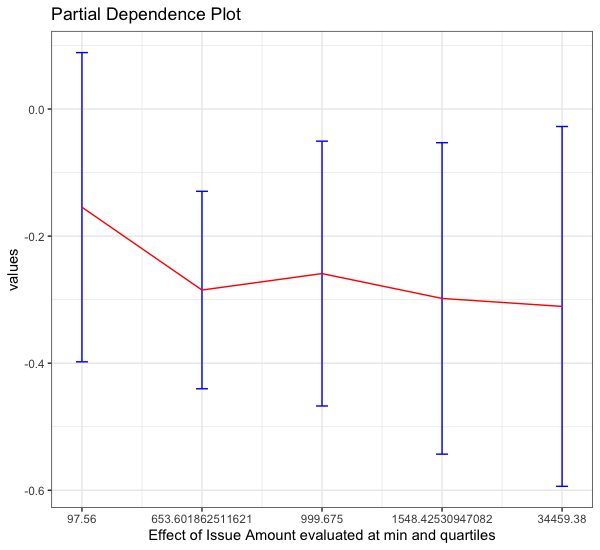 Partial Dependence Plot
values
0.0
-0.2
-0.4
-0.6
97.56 653.601862511621 999.675 1548.42530947082 34459.38
Effect of Issue Amount evaluated at min and quartiles